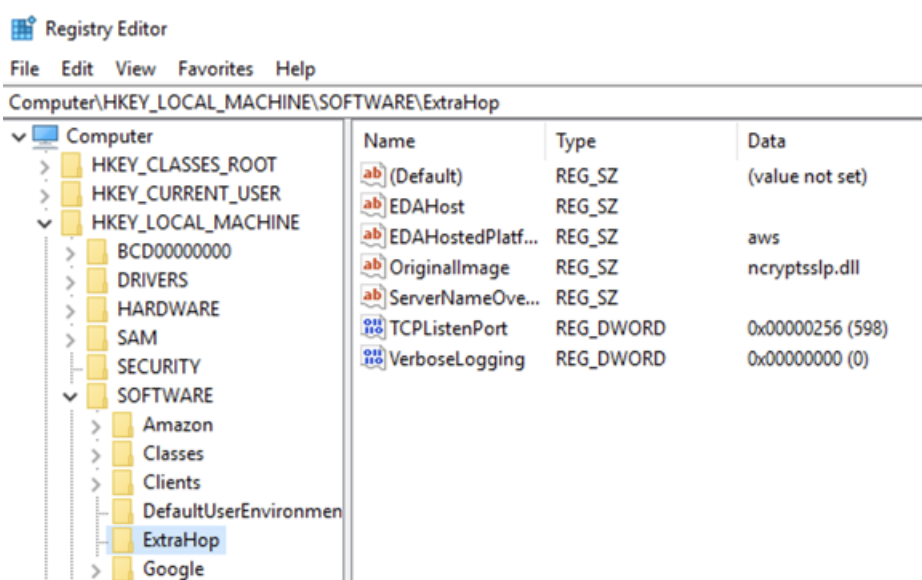 Registry Editor
File Edit View Favorites Help
Computer\HKEY_LOCAL_MACHINE\SOFTWARE\ExtraHop
Computer
HKEY_CLASSES_ROOT
HKEY_CURRENT_USER
HKEY_LOCAL_MACHINE
BCD00000000
DRIVERS
HARDWARE
SAM
SECURITY
SOFTWARE
Amazon
Classes
Clients
DefaultUserEnvironmen
ExtraHop
Google
Name Type Data
(Default) REG_SZ (value not set)
EDAHost REG_SZ
EDAHostedPlatf... REG_SZ aws
OriginalImage REG_SZ ncryptsslp.dll
ServerNameOve... REG_SZ
TCPListenPort REG_DWORD 0x00000256 (598)
VerboseLogging REG_DWORD 0x00000000 (0)